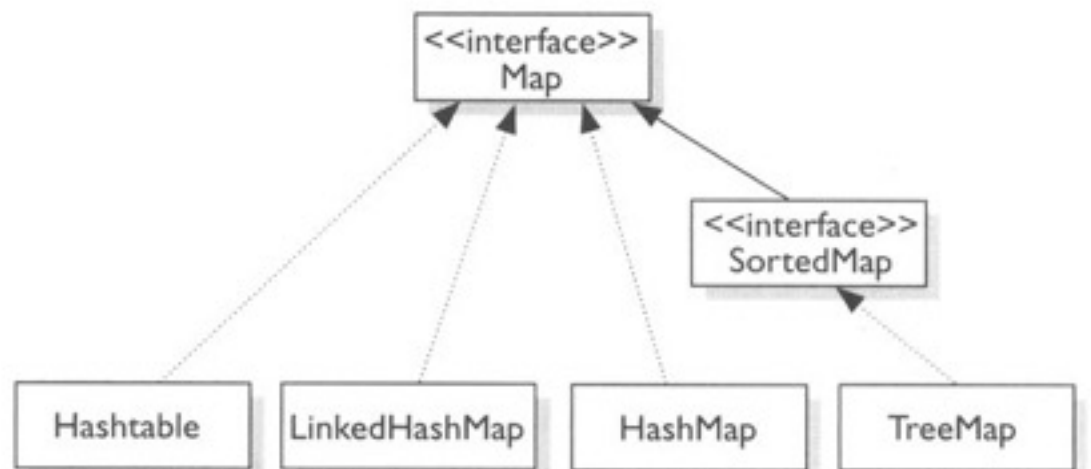 <<interface>>
Map
<<interface>>
SortedMap
Hashtable
LinkedHashMap
HashMap
TreeMap